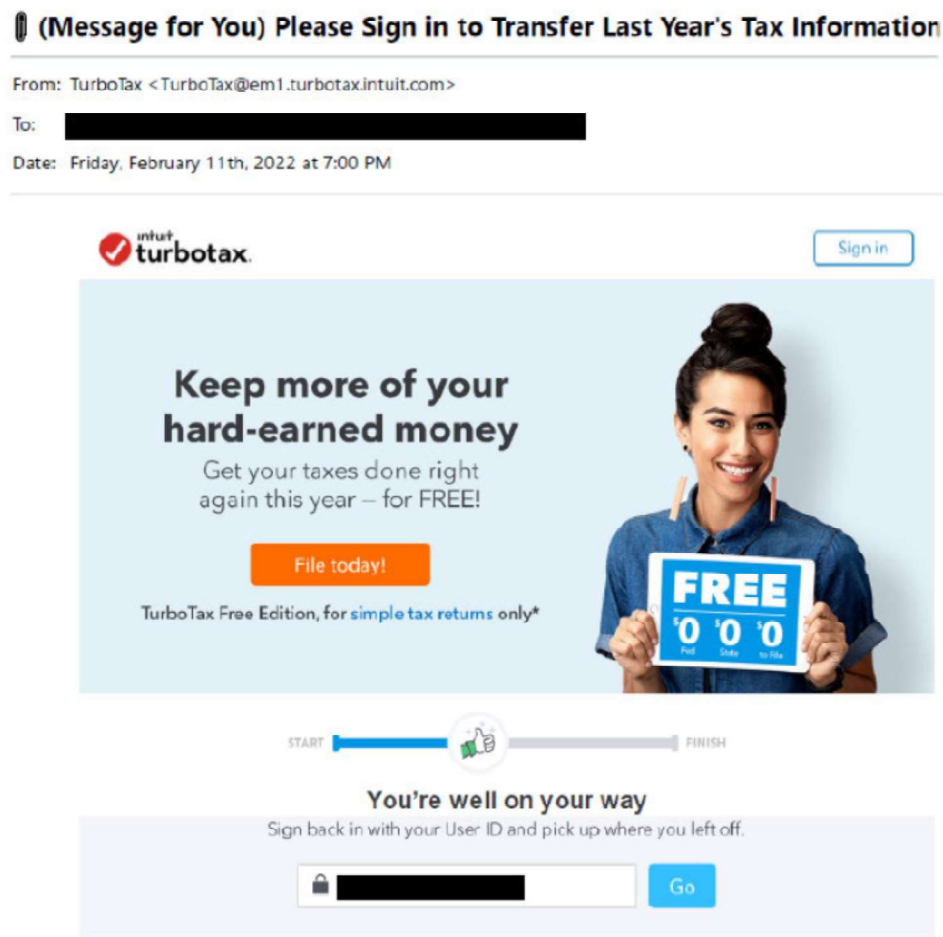 (Message for You) Please Sign in to Transfer Last Year's Tax Information
From: TurboTax <TurboTax@em1.turbotax.intuit.com>
To:
Date: Friday, February 11th, 2022 at 7:00 PM
intuit
turbotax.
Sign in
Keep more of your
hard-earned money
Get your taxes done right
again this year – for FREE!
File today!
TurboTax Free Edition, for simple tax returns only*
FREE
$0 $0 $0
Fed State to File
START
FINISH
You're well on your way
Sign back in with your User ID and pick up where you left off.
Go